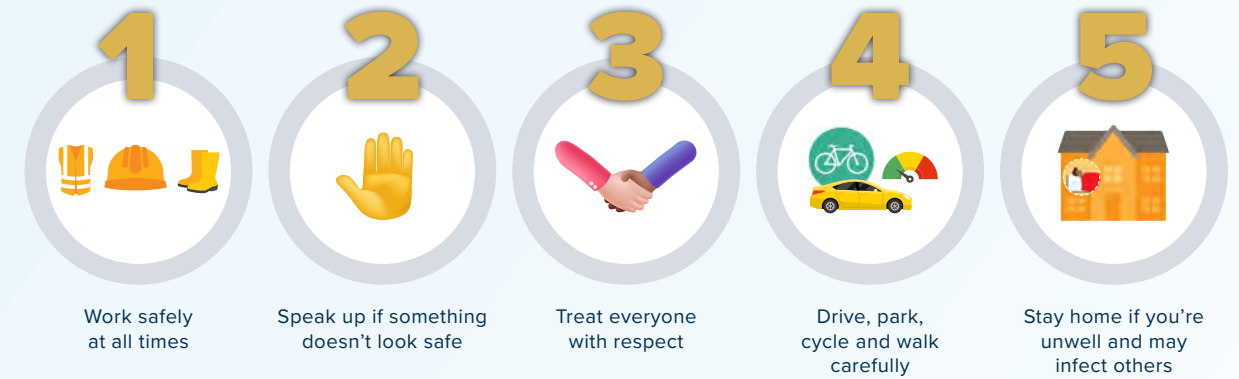 1
Work safely
at all times
2
Speak up if something
doesn’t look safe
3
Treat everyone
with respect
4
Drive, park,
cycle and walk
carefully
5
Stay home if you’re
unwell and may
infect others